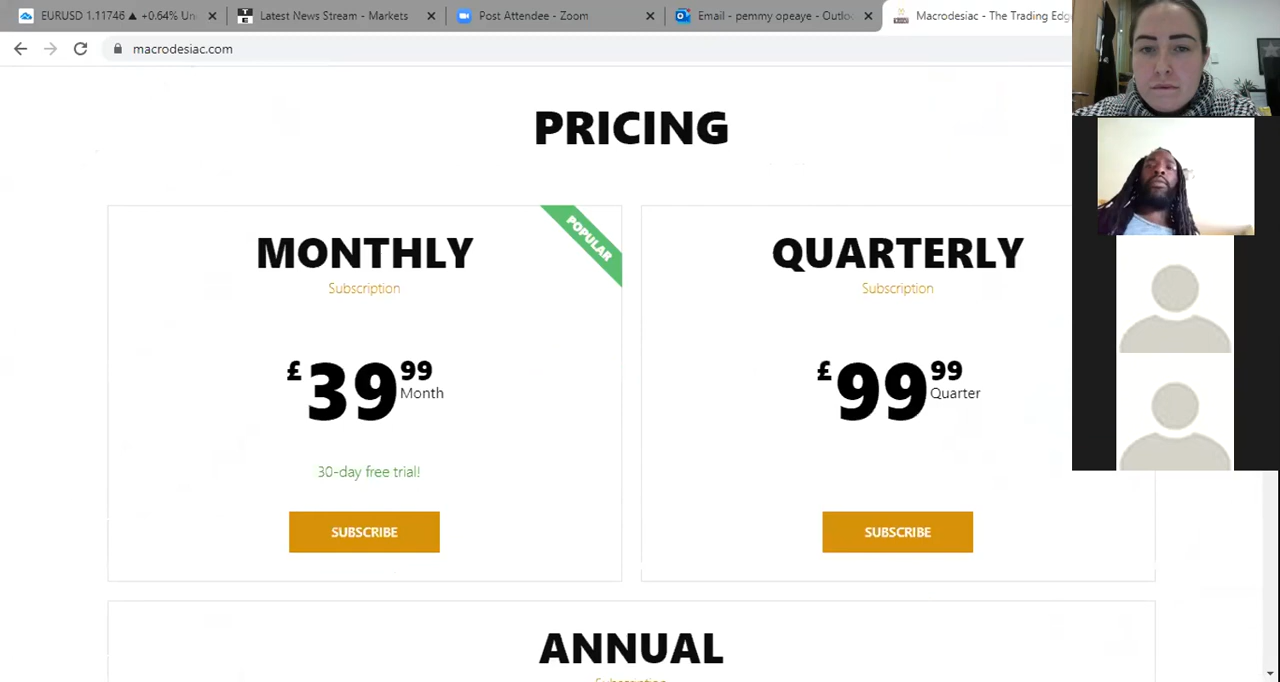 EURUSD 1.11746 ▲ +0.64% Un
Latest News Stream - Markets
Post Attendee - Zoom
Email - pemmy opeaye - Outlo
Macrodesiac - The Trading Edg
macrodesiac.com
PRICING
POPULAR
MONTHLY
Subscription
£39 99 Month
30-day free trial!
SUBSCRIBE
QUARTERLY
Subscription
£99 99 Quarter
SUBSCRIBE
ANNUAL
Subscription